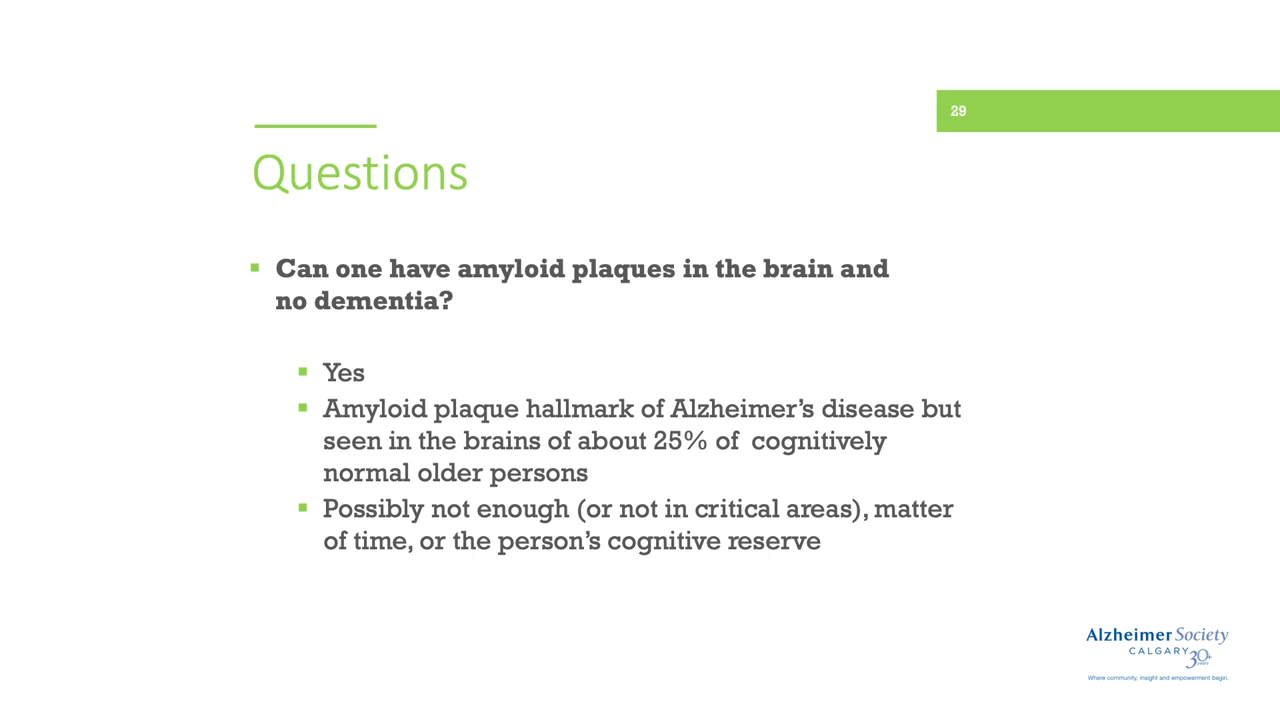 29
Questions
▪ Can one have amyloid plaques in the brain and
no dementia?
▪ Yes
▪ Amyloid plaque hallmark of Alzheimer’s disease but
seen in the brains of about 25% of  cognitively
normal older persons
▪ Possibly not enough (or not in critical areas), matter
of time, or the person’s cognitive reserve
Alzheimer Society
CALGARY 30+
years
Where community, insight and empowerment begin.